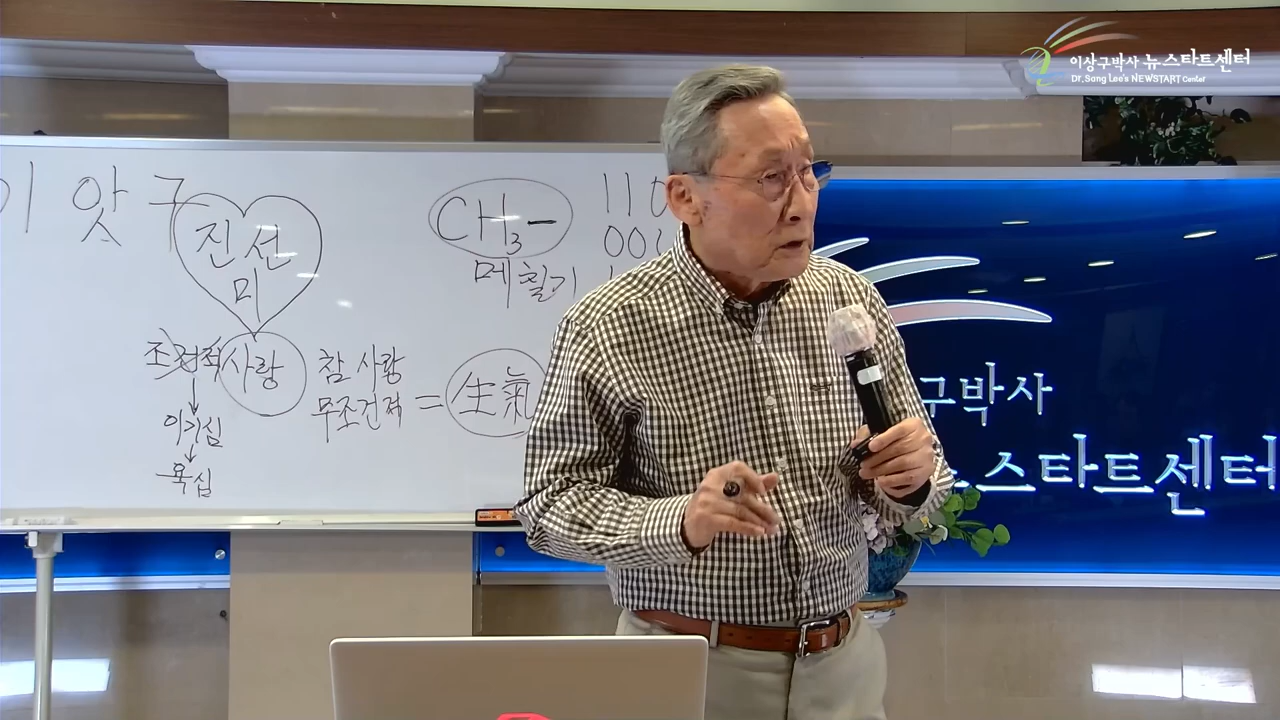 이상구박사 뉴스타트센터
Dr. Sang Lee's NEWSTART Center
이 앗 구
진 선
미
CH₃-
메칠기
110
00
조건적 사랑
이기심
욕심
참 사랑
무조건적
=
生氣
구박사
뉴스타트센터